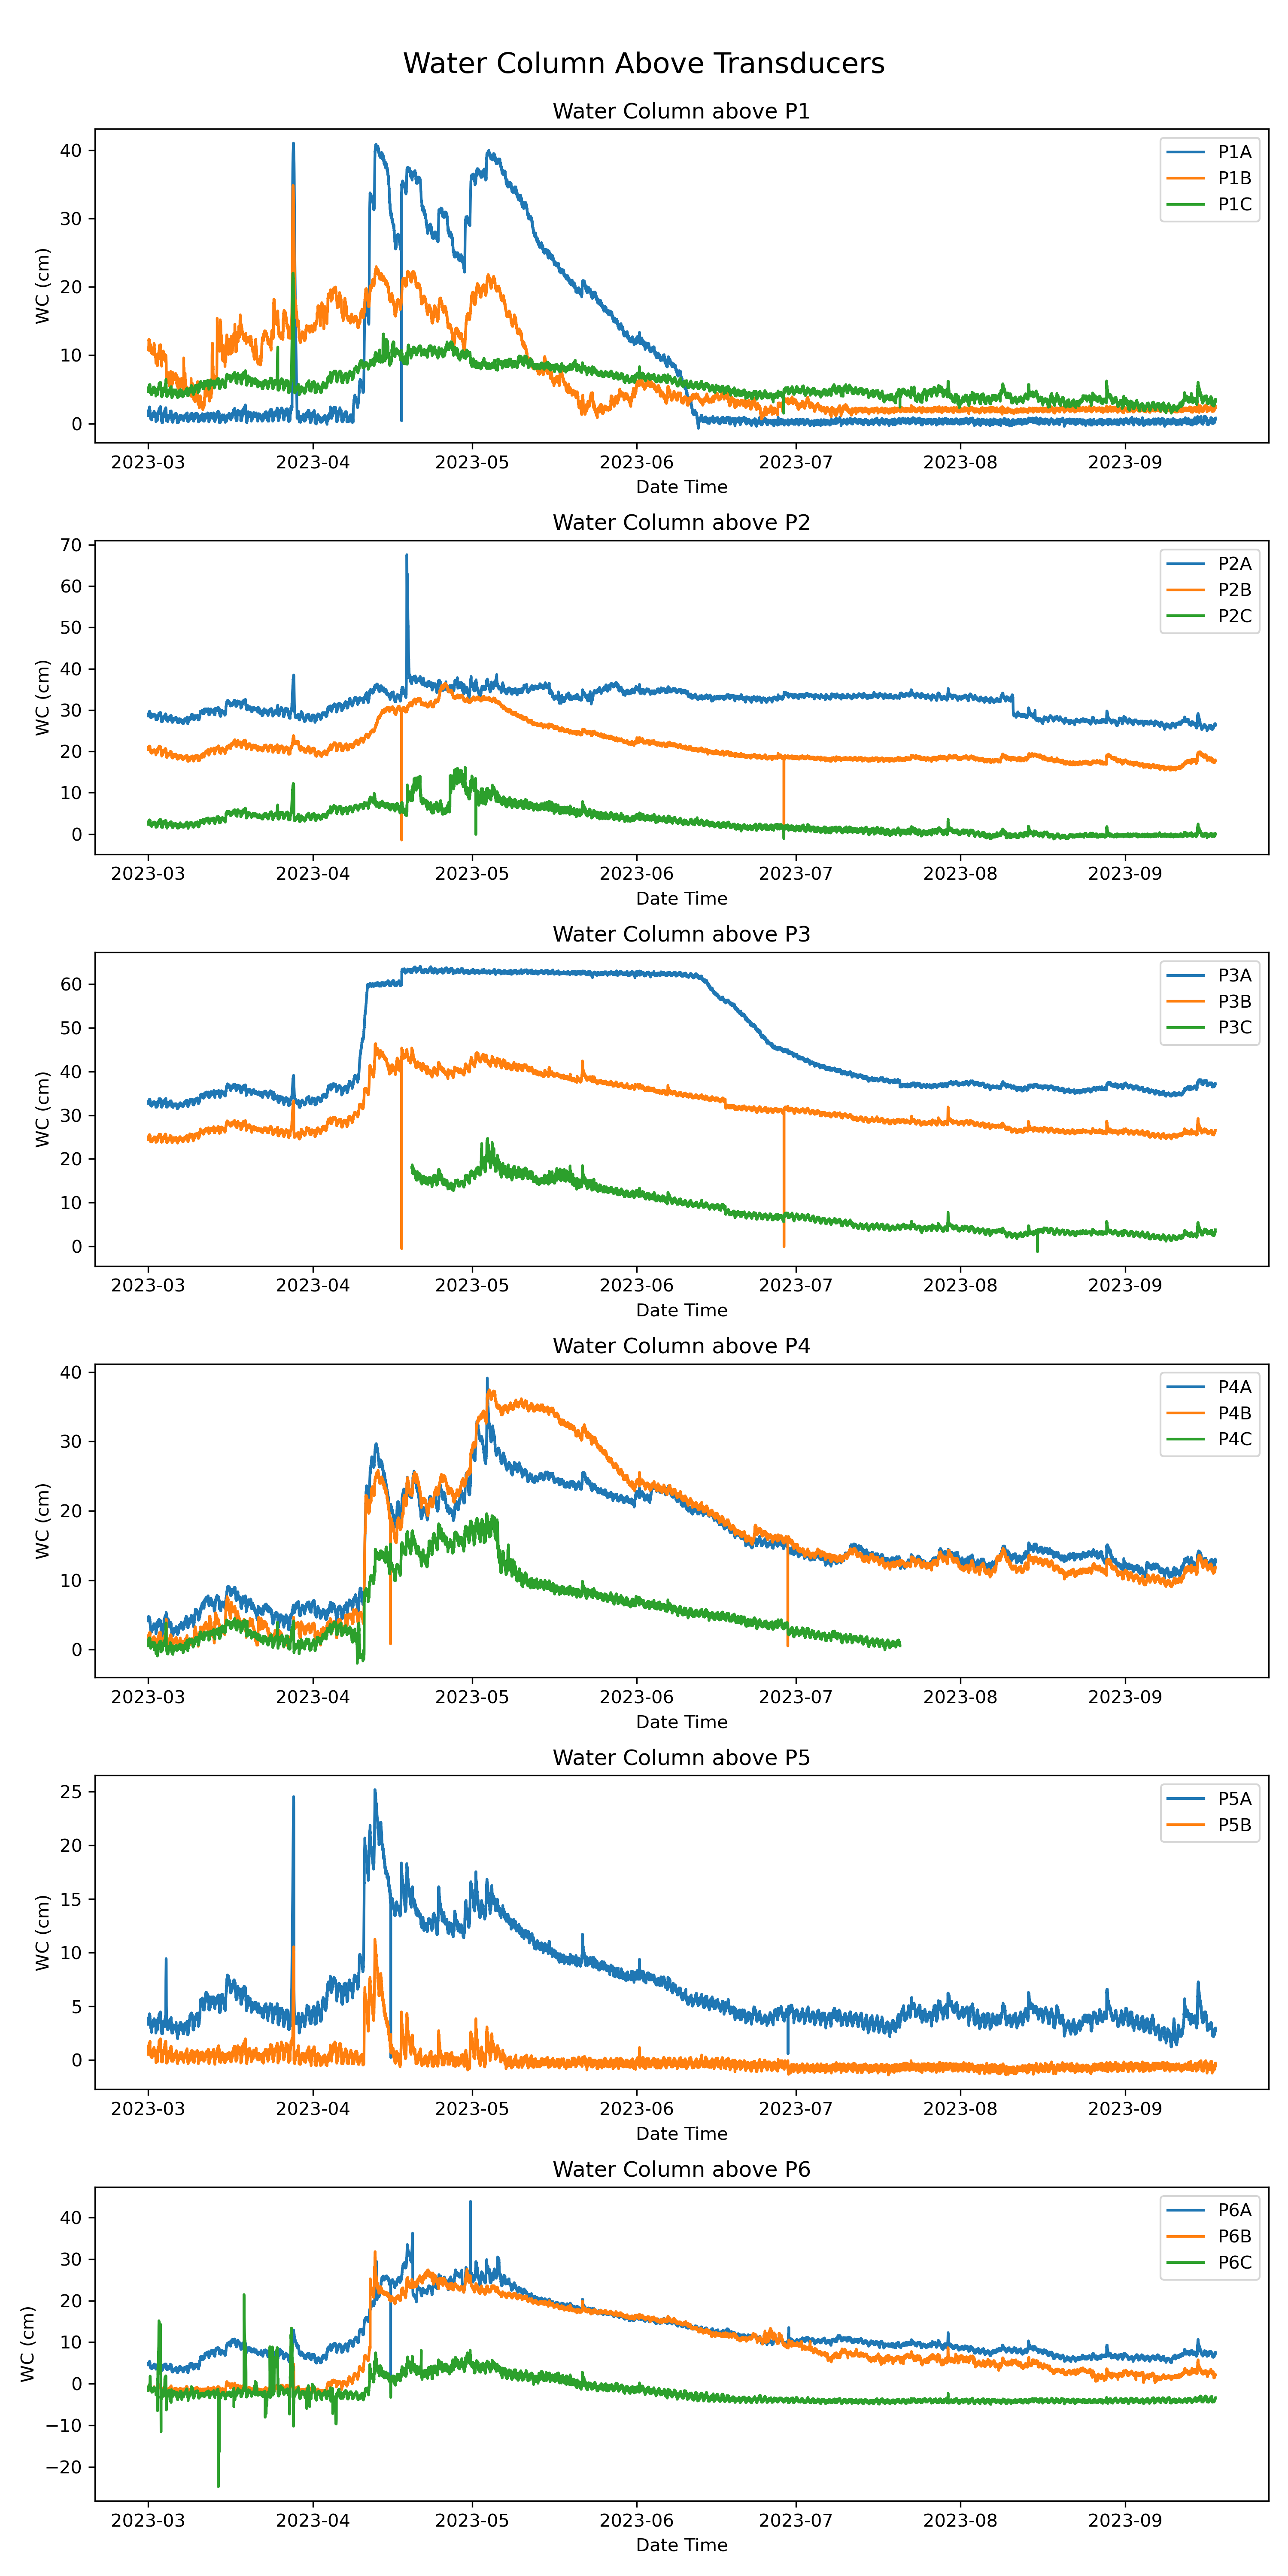 Water Column Above Transducers
Water Column above P1
WC (cm)
40
30
20
10
0
P1A
P1B
P1C
2023-03 2023-04 2023-05 2023-06 2023-07 2023-08 2023-09
Date Time
Water Column above P2
WC (cm)
70
60
50
40
30
20
10
0
P2A
P2B
P2C
2023-03 2023-04 2023-05 2023-06 2023-07 2023-08 2023-09
Date Time
Water Column above P3
WC (cm)
60
50
40
30
20
10
0
P3A
P3B
P3C
2023-03 2023-04 2023-05 2023-06 2023-07 2023-08 2023-09
Date Time
Water Column above P4
WC (cm)
40
30
20
10
0
P4A
P4B
P4C
2023-03 2023-04 2023-05 2023-06 2023-07 2023-08 2023-09
Date Time
Water Column above P5
WC (cm)
25
20
15
10
5
0
P5A
P5B
2023-03 2023-04 2023-05 2023-06 2023-07 2023-08 2023-09
Date Time
Water Column above P6
WC (cm)
40
30
20
10
0
−10
−20
P6A
P6B
P6C
2023-03 2023-04 2023-05 2023-06 2023-07 2023-08 2023-09
Date Time